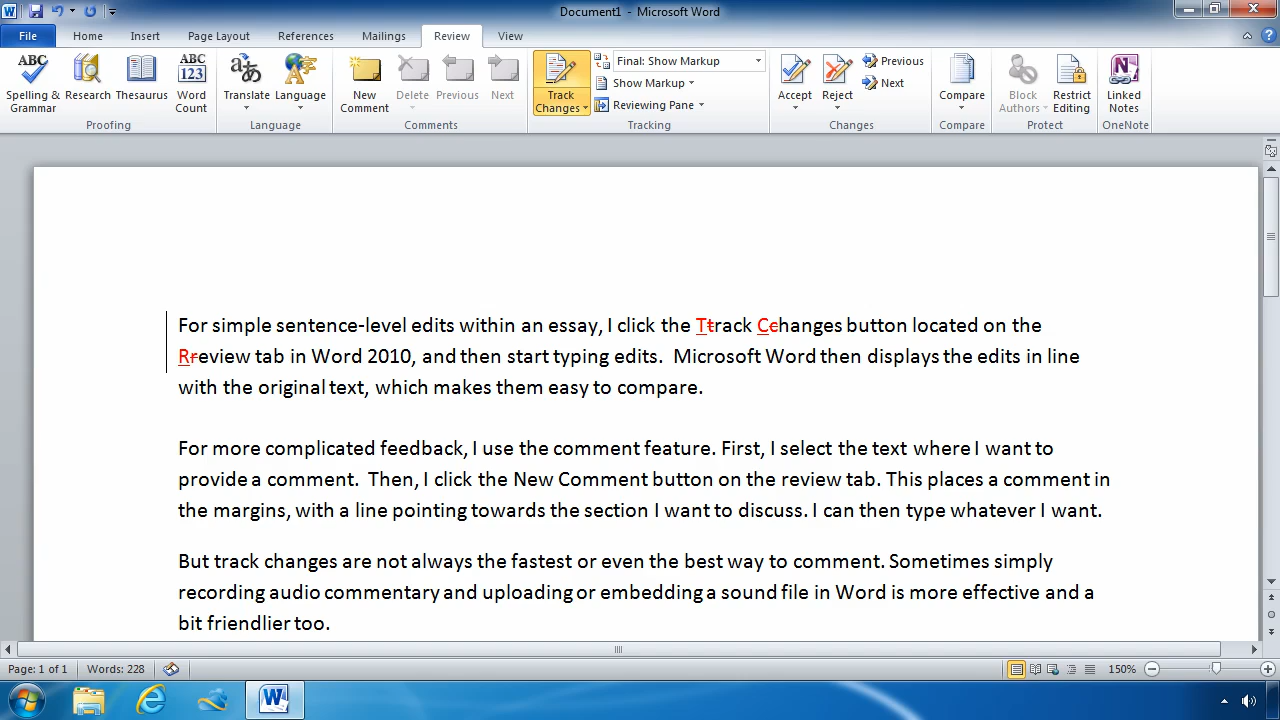 Document1 - Microsoft Word
File Home Insert Page Layout References Mailings Review View
ABC Spelling & Grammar
Research
Thesaurus
ABC 123 Word Count
Translate
Language
New Comment
Delete
Previous
Next
Track Changes
Final: Show Markup
Show Markup
Reviewing Pane
Accept
Reject
Previous
Next
Compare
Block Authors
Restrict Editing
Linked Notes
Proofing Language Comments Tracking Changes Compare Protect OneNote
For simple sentence-level edits within an essay, I click the Ttrack Cchanges button located on the
Rreview tab in Word 2010, and then start typing edits.  Microsoft Word then displays the edits in line
with the original text, which makes them easy to compare.
For more complicated feedback, I use the comment feature. First, I select the text where I want to
provide a comment.  Then, I click the New Comment button on the review tab. This places a comment in
the margins, with a line pointing towards the section I want to discuss. I can then type whatever I want.
But track changes are not always the fastest or even the best way to comment. Sometimes simply
recording audio commentary and uploading or embedding a sound file in Word is more effective and a
bit friendlier too.
Page: 1 of 1 Words: 228 150%